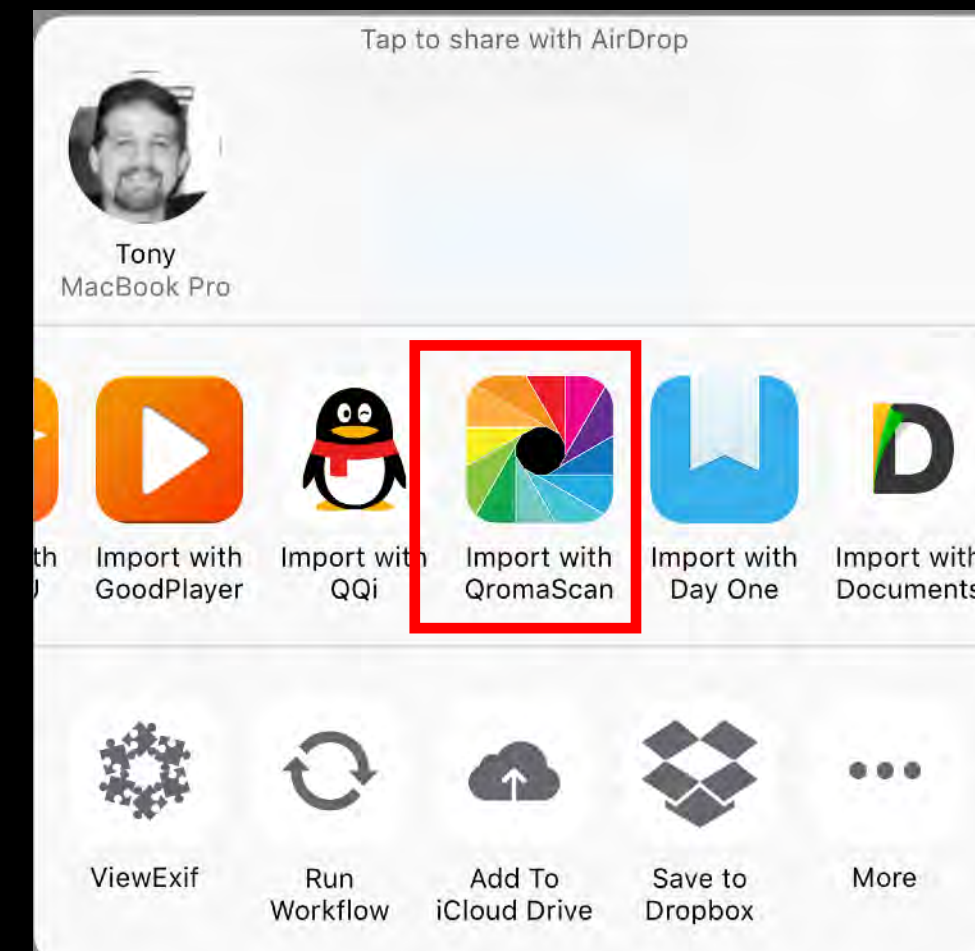 Tap to share with AirDrop
Tony
MacBook Pro
th
Import with
GoodPlayer
Import with
QQi
Import with
QromaScan
Import with
Day One
Import with
Documents
ViewExif
Run
Workflow
Add To
iCloud Drive
Save to
Dropbox
More